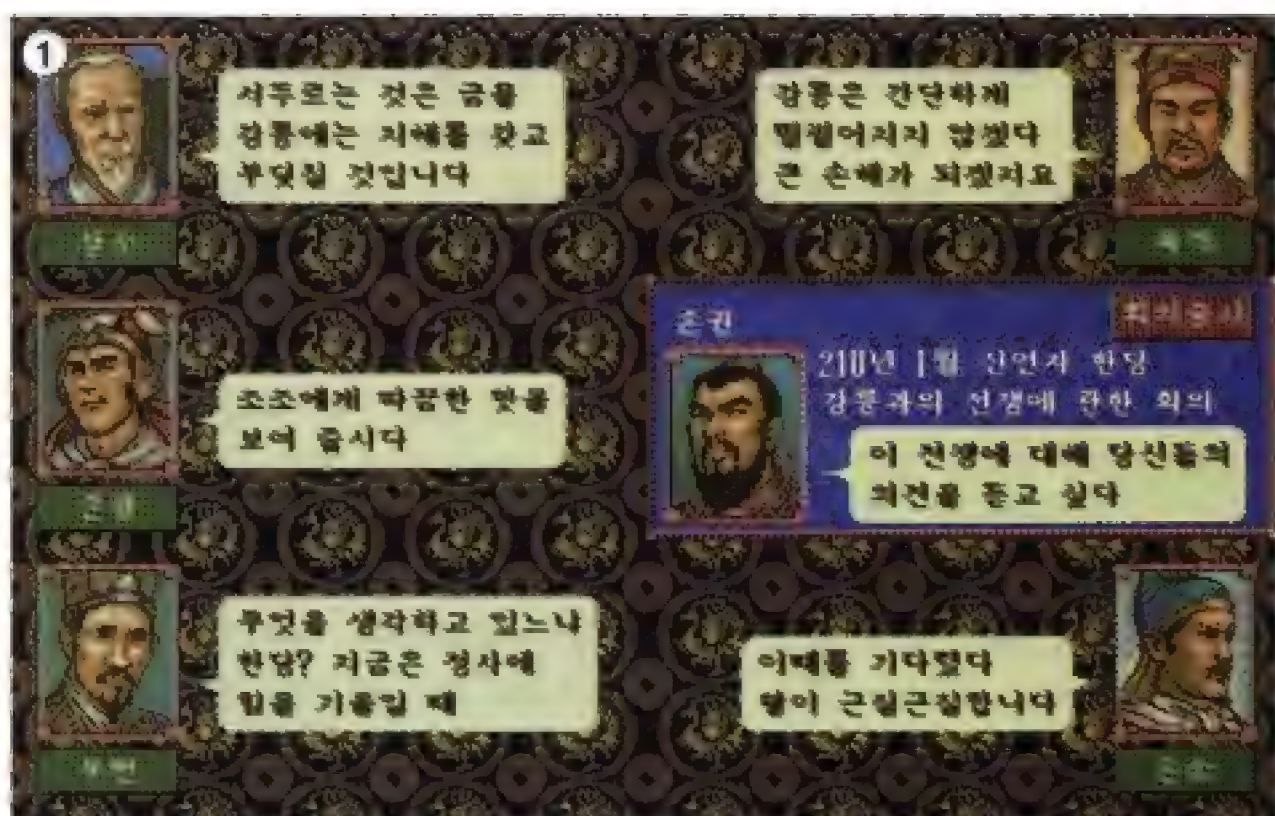 1
서두르는 것은 금물
강릉에는 지혜를 갖고
부딪칠 것입니다
강릉은 간단하게
떨어지지 않겠다
큰 손해가 되겠지요
손권
210년 1월 한당
강릉과의 전쟁에 관한 회의
이 전쟁에 대해 당신들의
의견을 듣고 싶다
조조에게 따끔한 맛을
보여 줍시다
무엇을 생각하고 있느냐
한당? 지금은 정사에
힘을 기울일 때
이때를 기다렸다
팔이 근질근질합니다